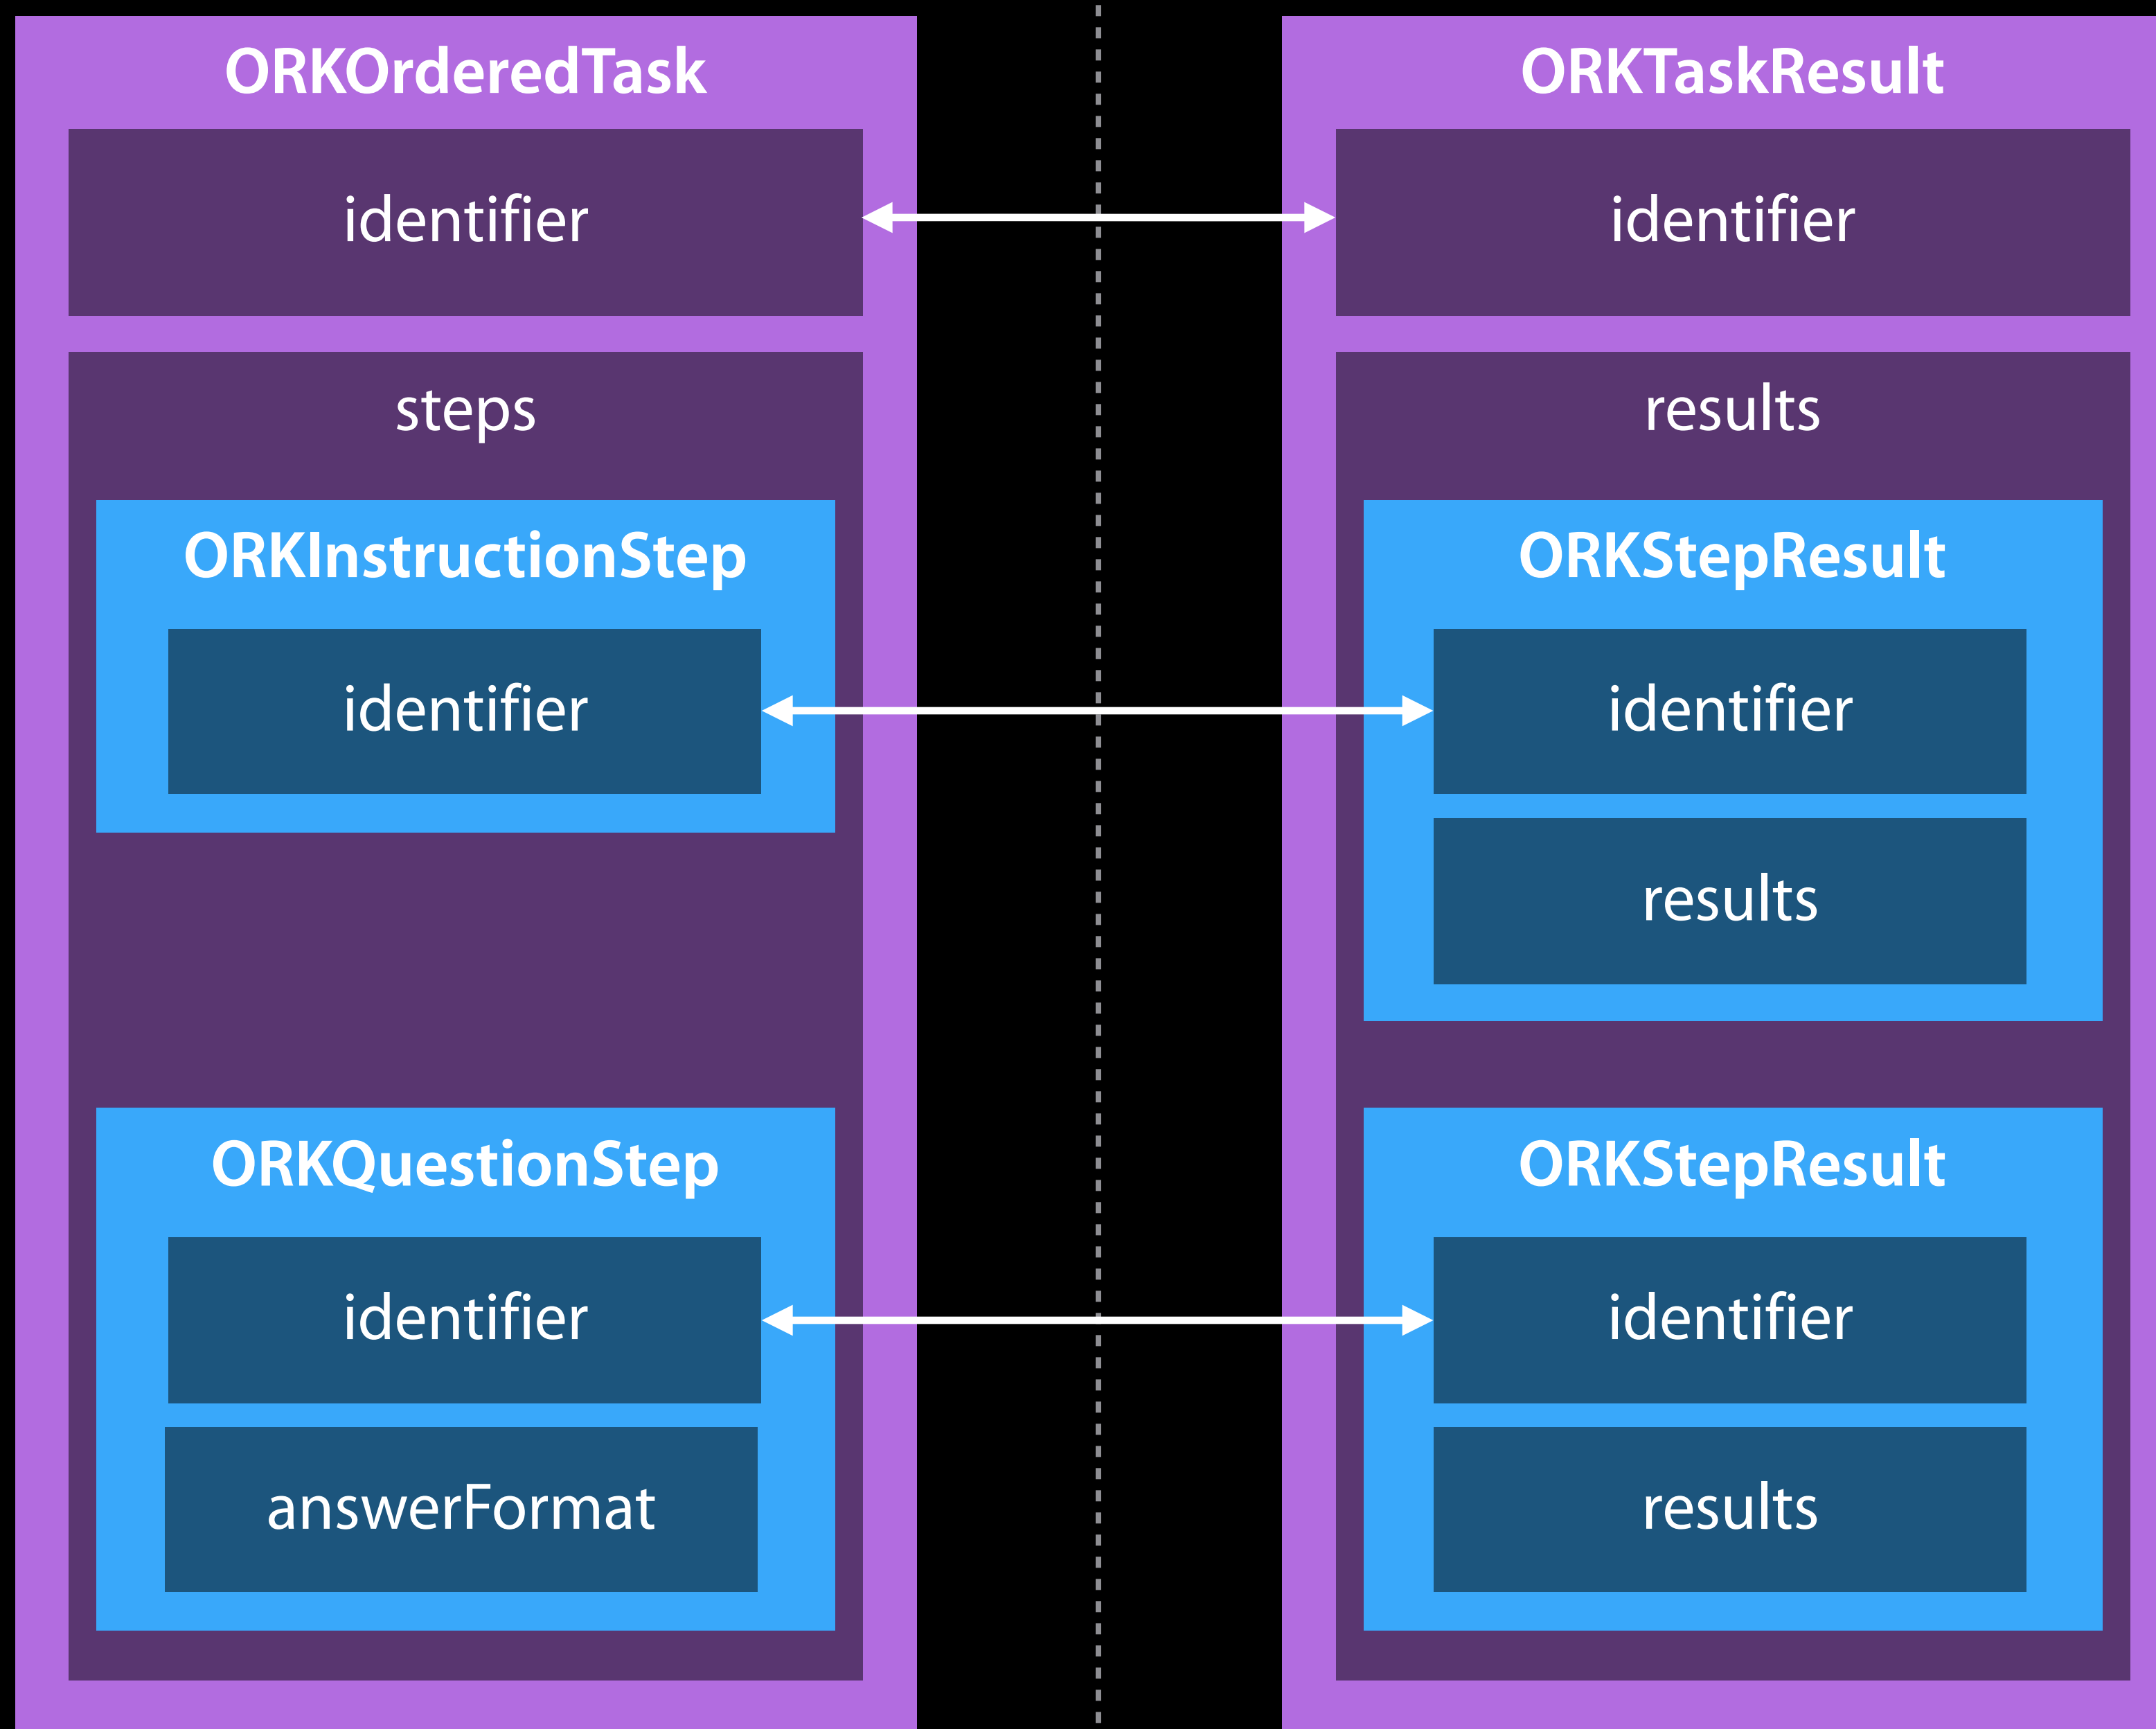 ORKOrderedTask
identifier
steps
ORKInstructionStep
identifier
ORKQuestionStep
identifier
answerFormat
ORKTaskResult
identifier
results
ORKStepResult
identifier
results
ORKStepResult
identifier
results